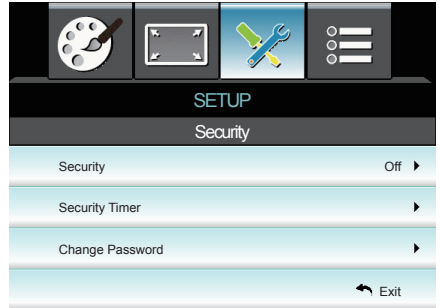 SETUP
Security
Security Off
Security Timer
Change Password
Exit